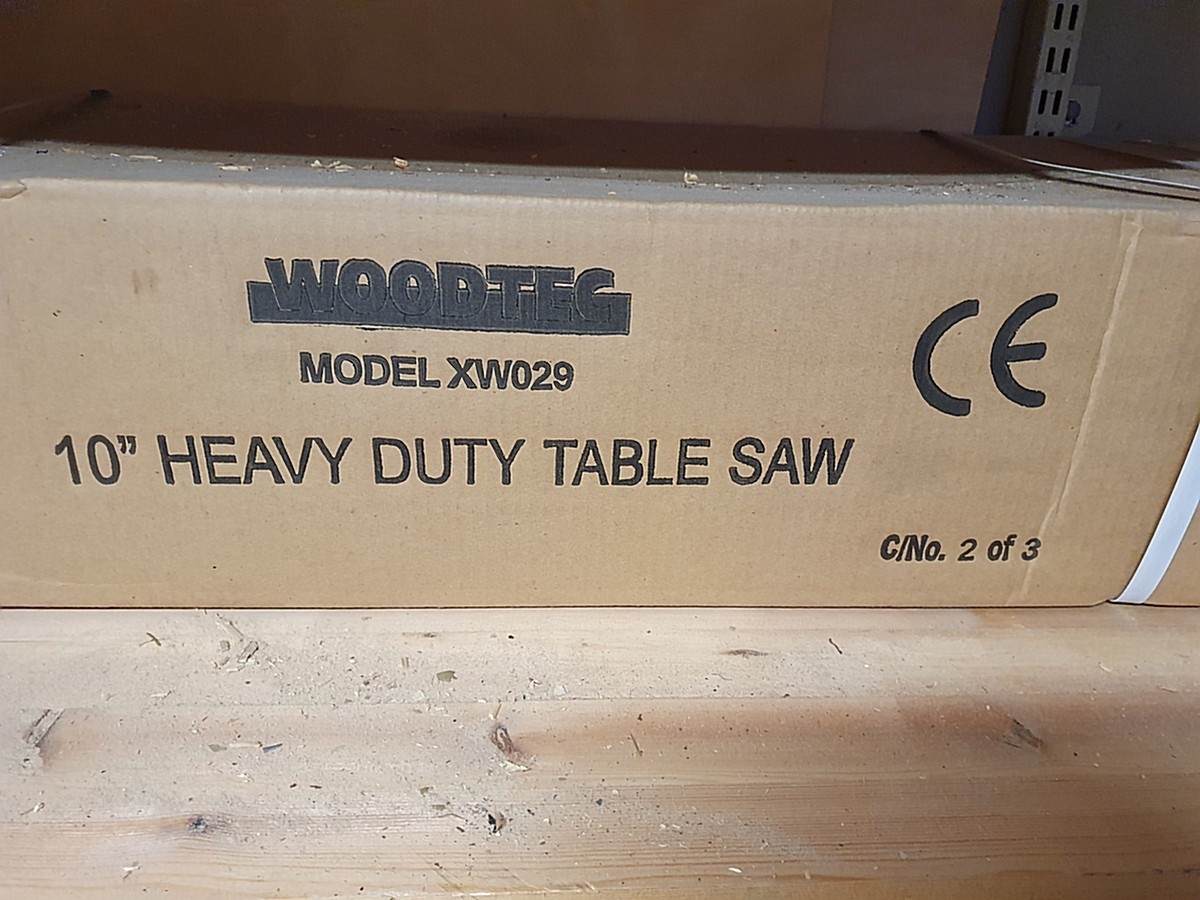 WOODTEC
MODEL XW029
CE
10” HEAVY DUTY TABLE SAW
C/No. 2 of 3